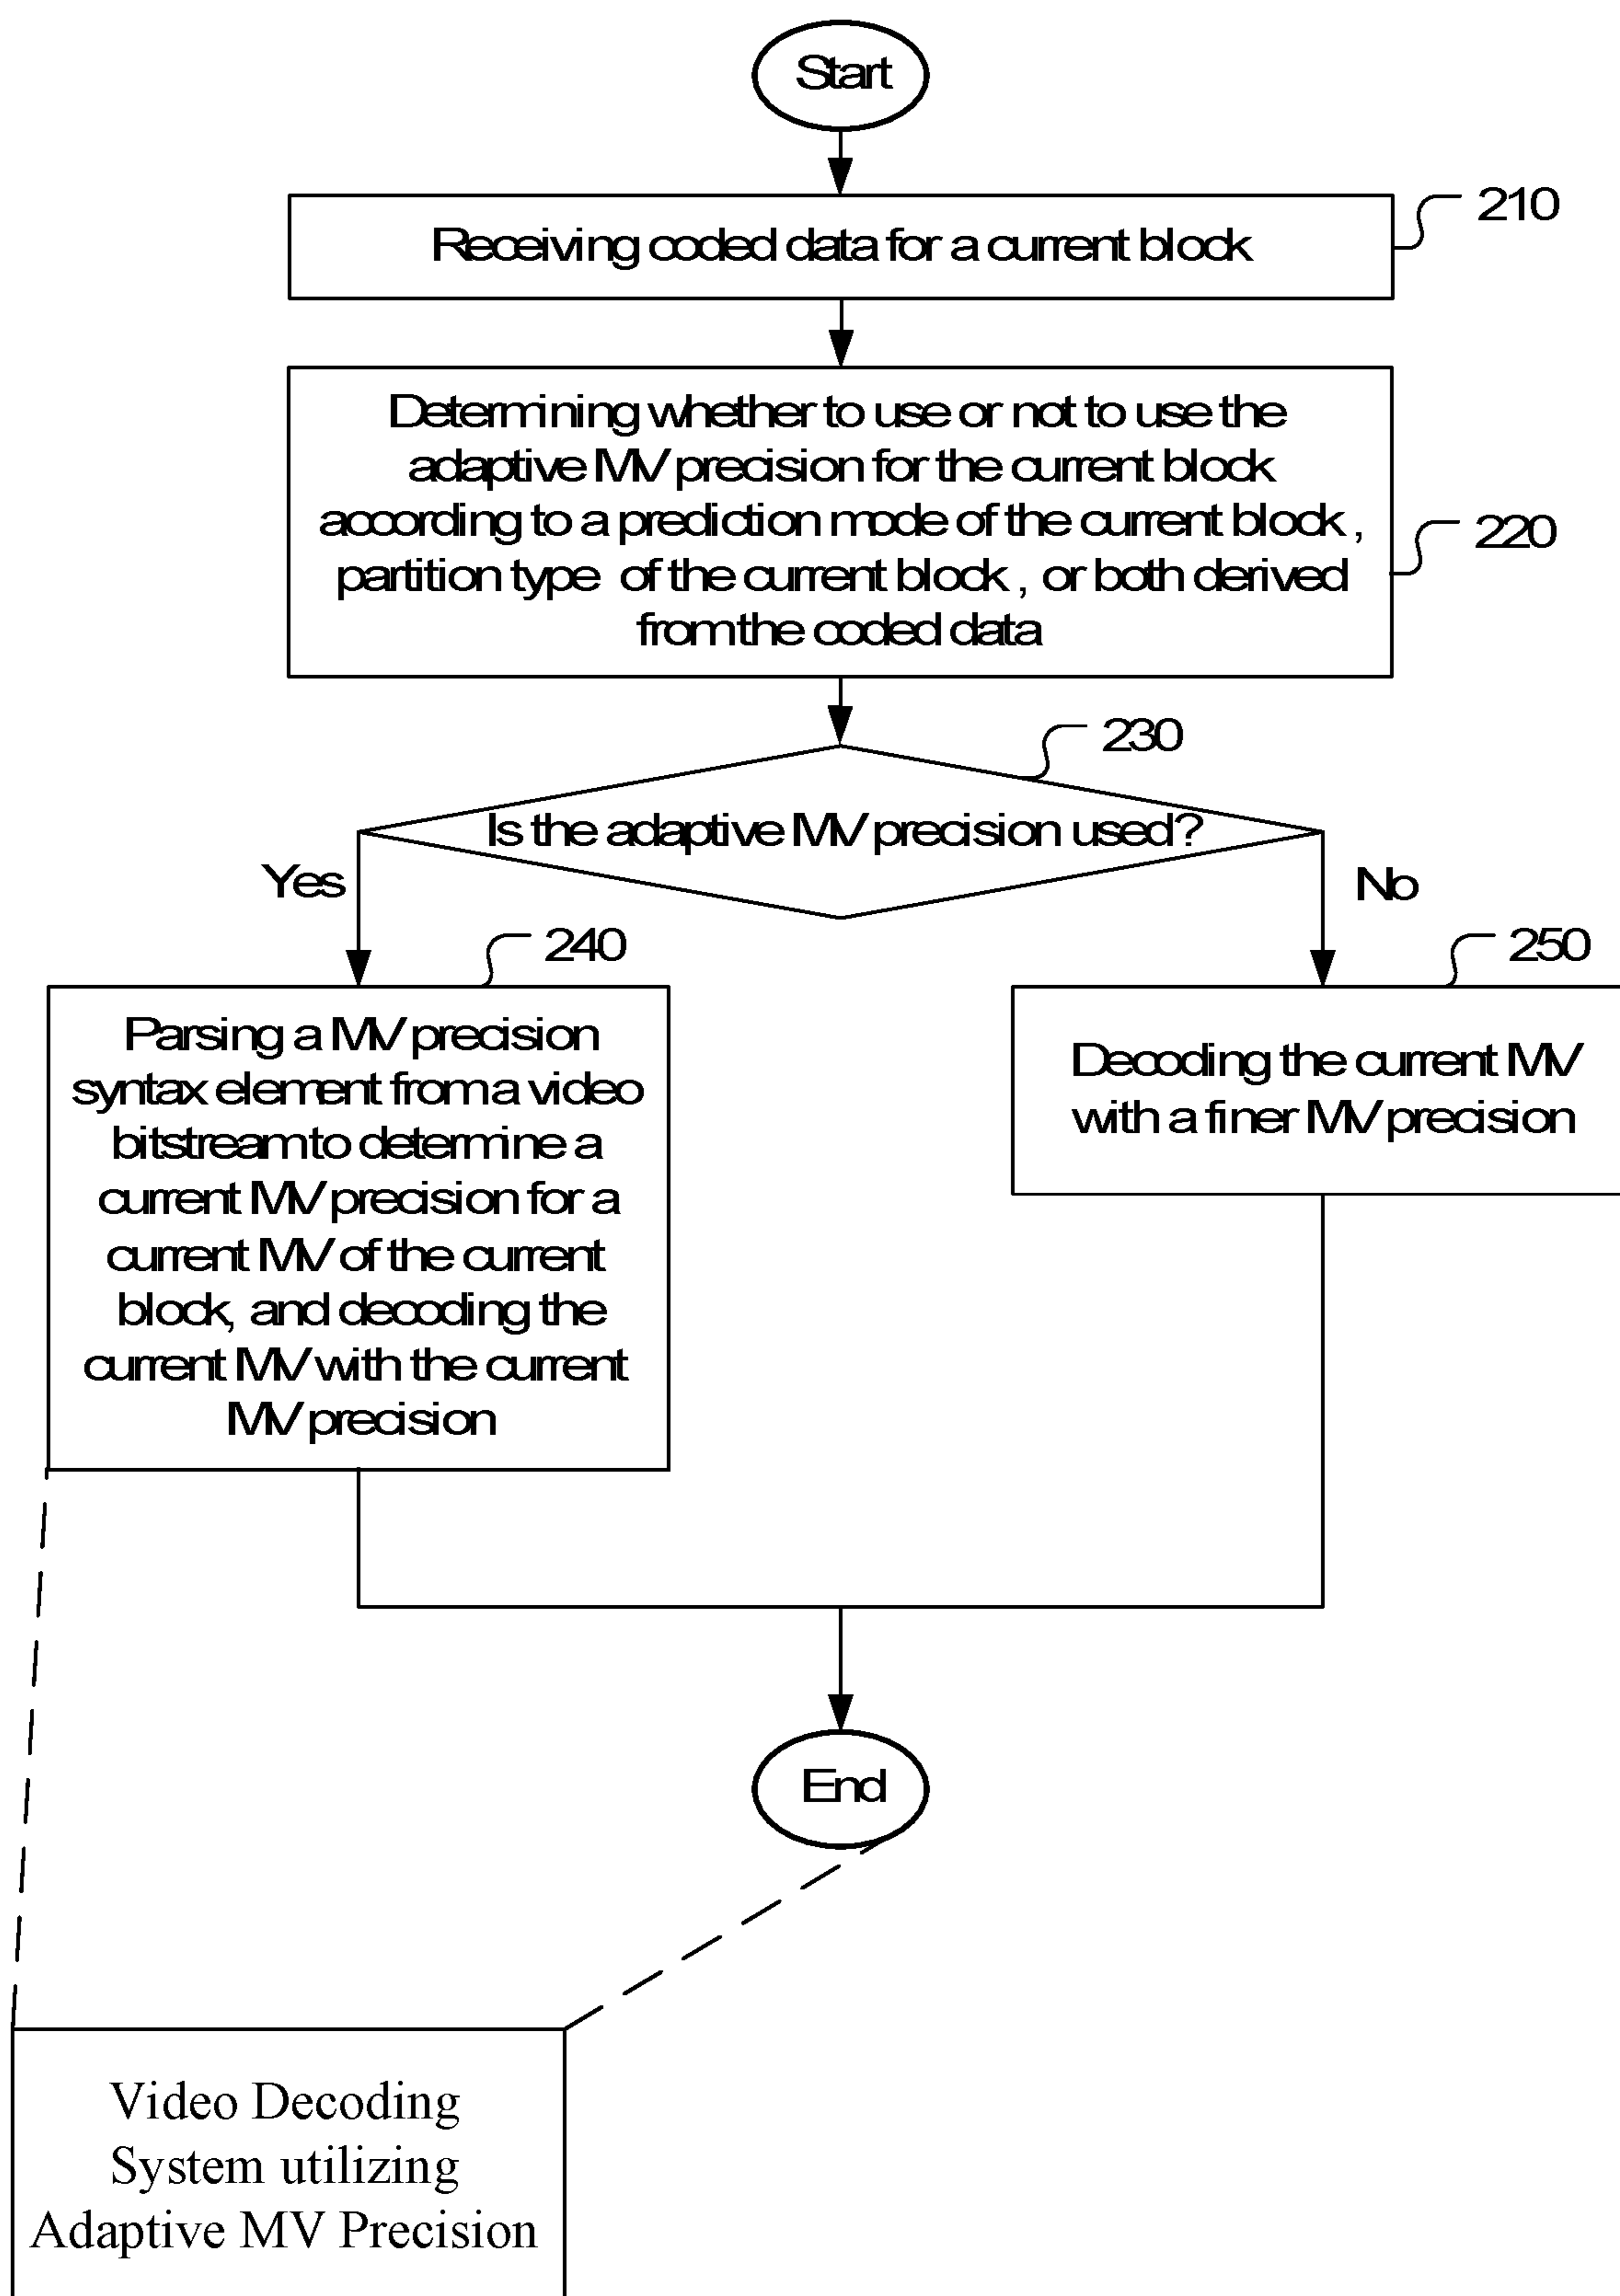 Start
Receiving coded data for a current block
210
Determining whether to use or not to use the
adaptive MV precision for the current block
according to a prediction mode of the current block,
partition type of the current block, or both derived
from the coded data
220
230
Is the adaptive MV precision used?
Yes
No
240
250
Parsing a MV precision
syntax element from a video
bitstream to determine a
current MV precision for a
current MV of the current
block, and decoding the
current MV with the current
MV precision
Decoding the current MV
with a finer MV precision
End
Video Decoding
System utilizing
Adaptive MV Precision